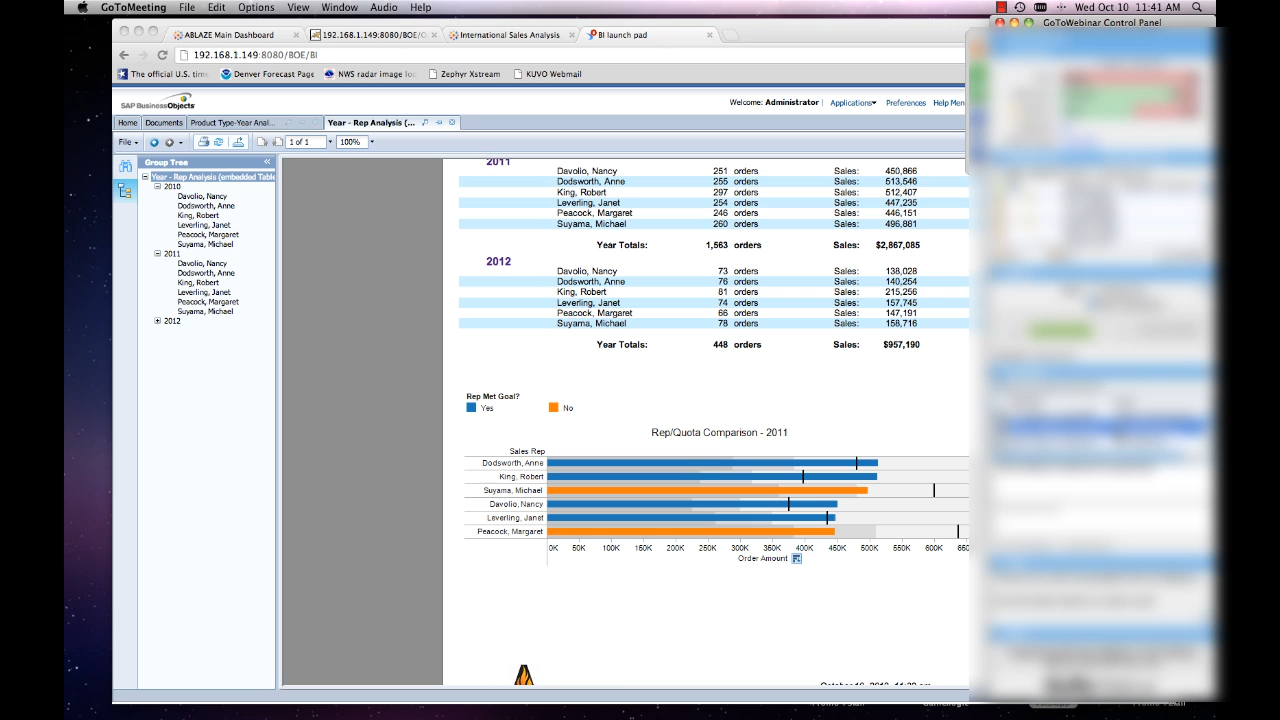 GoToMeeting File Edit Options View Window Audio Help Wed Oct 10 11:41 AM
GoToWebinar Control Panel
ABLAZE Main Dashboard 192.168.1.149:8080/BOE/ International Sales Analysis BI launch pad
192.168.1.149:8080/BOE/BI
The official U.S. time Denver Forecast Page NWS radar image Zephyr Xstream KUVO Webmail
SAP BusinessObjects Welcome: Administrator | Applications Preferences Help Men
Home Documents Product Type-Year Anal... Year - Rep Analysis (...
File 1 of 1 100%
Group Tree
Year - Rep Analysis (embedded Table
2010
Davolio, Nancy
Dodsworth, Anne
King, Robert
Leverling, Janet
Peacock, Margaret
Suyama, Michael
2011
Davolio, Nancy
Dodsworth, Anne
King, Robert
Leverling, Janet
Peacock, Margaret
Suyama, Michael
2012
2011
Davolio, Nancy 251 orders Sales: 450,866
Dodsworth, Anne 255 orders Sales: 513,546
King, Robert 297 orders Sales: 512,407
Leverling, Janet 254 orders Sales: 447,235
Peacock, Margaret 246 orders Sales: 446,151
Suyama, Michael 260 orders Sales: 496,881
Year Totals: 1,563 orders Sales: $2,867,085
2012
Davolio, Nancy 73 orders Sales: 138,028
Dodsworth, Anne 76 orders Sales: 140,254
King, Robert 81 orders Sales: 215,256
Leverling, Janet 74 orders Sales: 157,745
Peacock, Margaret 66 orders Sales: 147,191
Suyama, Michael 78 orders Sales: 158,716
Year Totals: 448 orders Sales: $957,190
Rep Met Goal?
Yes No
Rep/Quota Comparison - 2011
Sales Rep
Dodsworth, Anne
King, Robert
Suyama, Michael
Davolio, Nancy
Leverling, Janet
Peacock, Margaret
0K 50K 100K 150K 200K 250K 300K 350K 400K 450K 500K 550K 600K 650
Order Amount